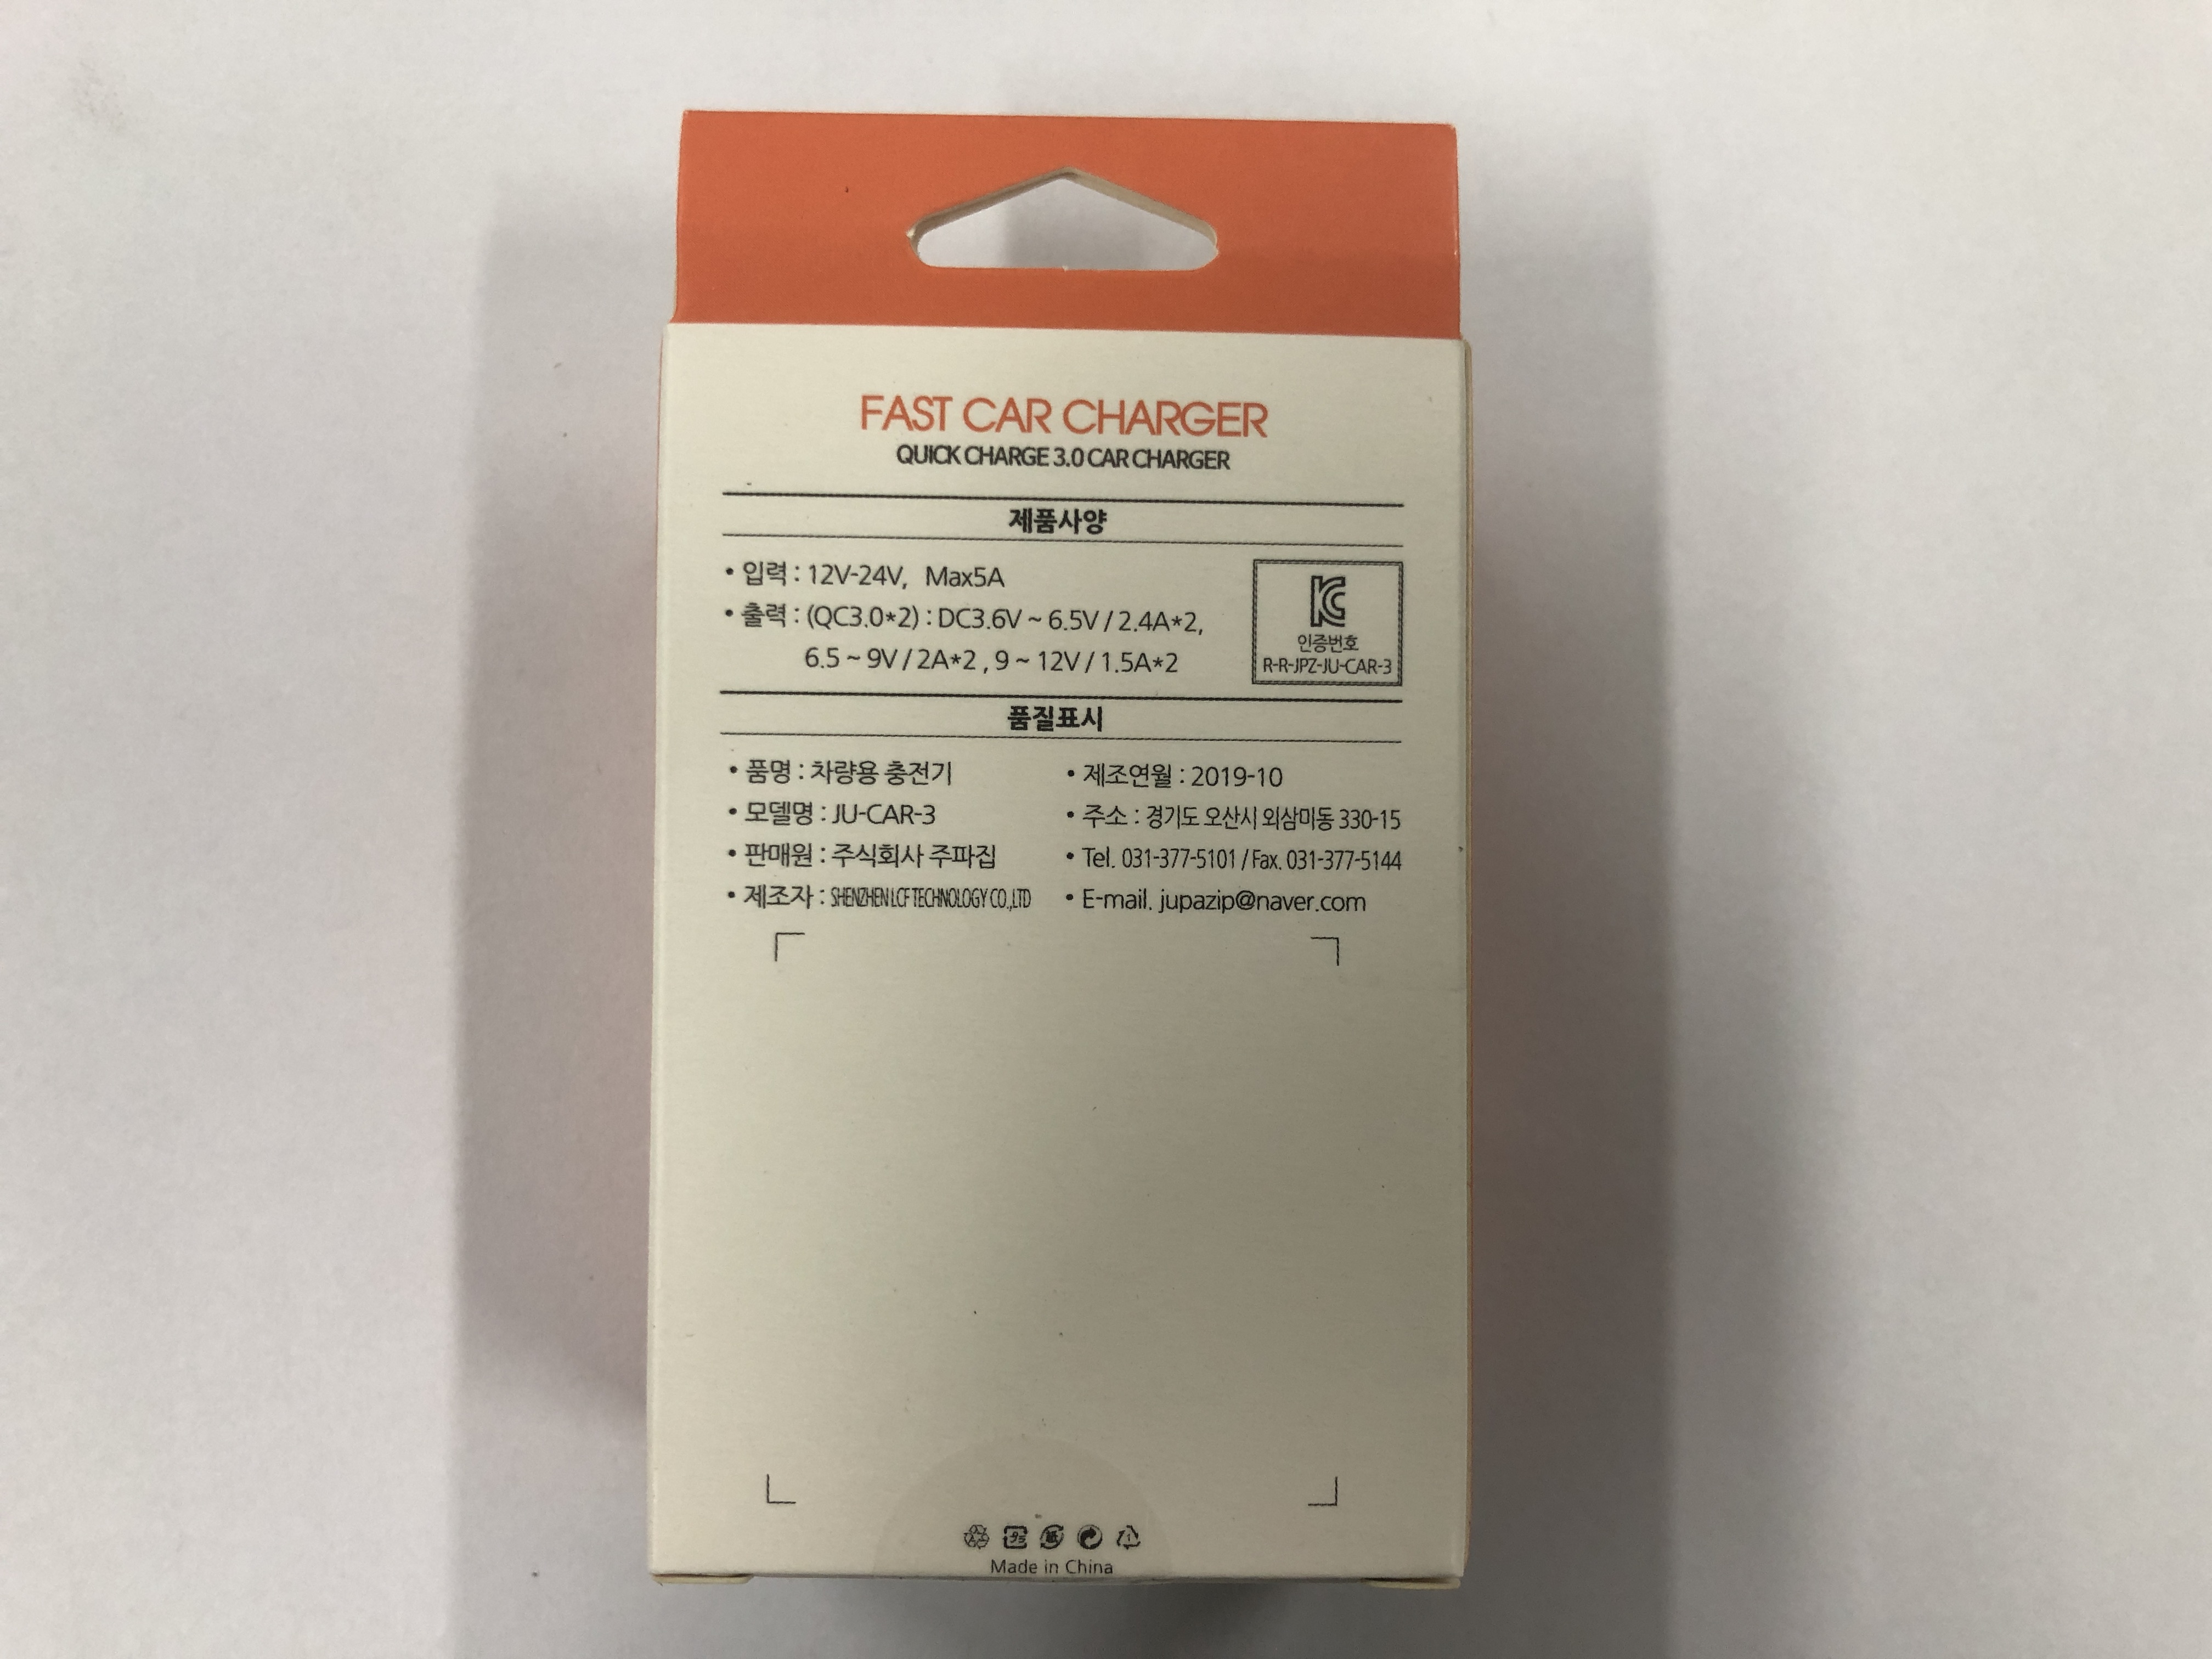 FAST CAR CHARGER
QUICK CHARGE 3.0 CAR CHARGER
제품사양
• 입력 : 12V-24V, Max5A
• 출력 : (QC3.0*2) : DC3.6V ~ 6.5V / 2.4A*2,
6.5 ~ 9V / 2A*2 , 9 ~ 12V / 1.5A*2
인증번호
R-R-JPZ-JU-CAR-3
품질표시
• 품명 : 차량용 충전기
• 모델명 : JU-CAR-3
• 판매원 : 주식회사 주파집
• 제조자 : SHENZHEN LCF TECHNOLOGY CO.,LTD
• 제조연월 : 2019-10
• 주소 : 경기도 오산시 외삼미동 330-15
• Tel. 031-377-5101 / Fax. 031-377-5144
• E-mail. jupazip@naver.com
Made in China